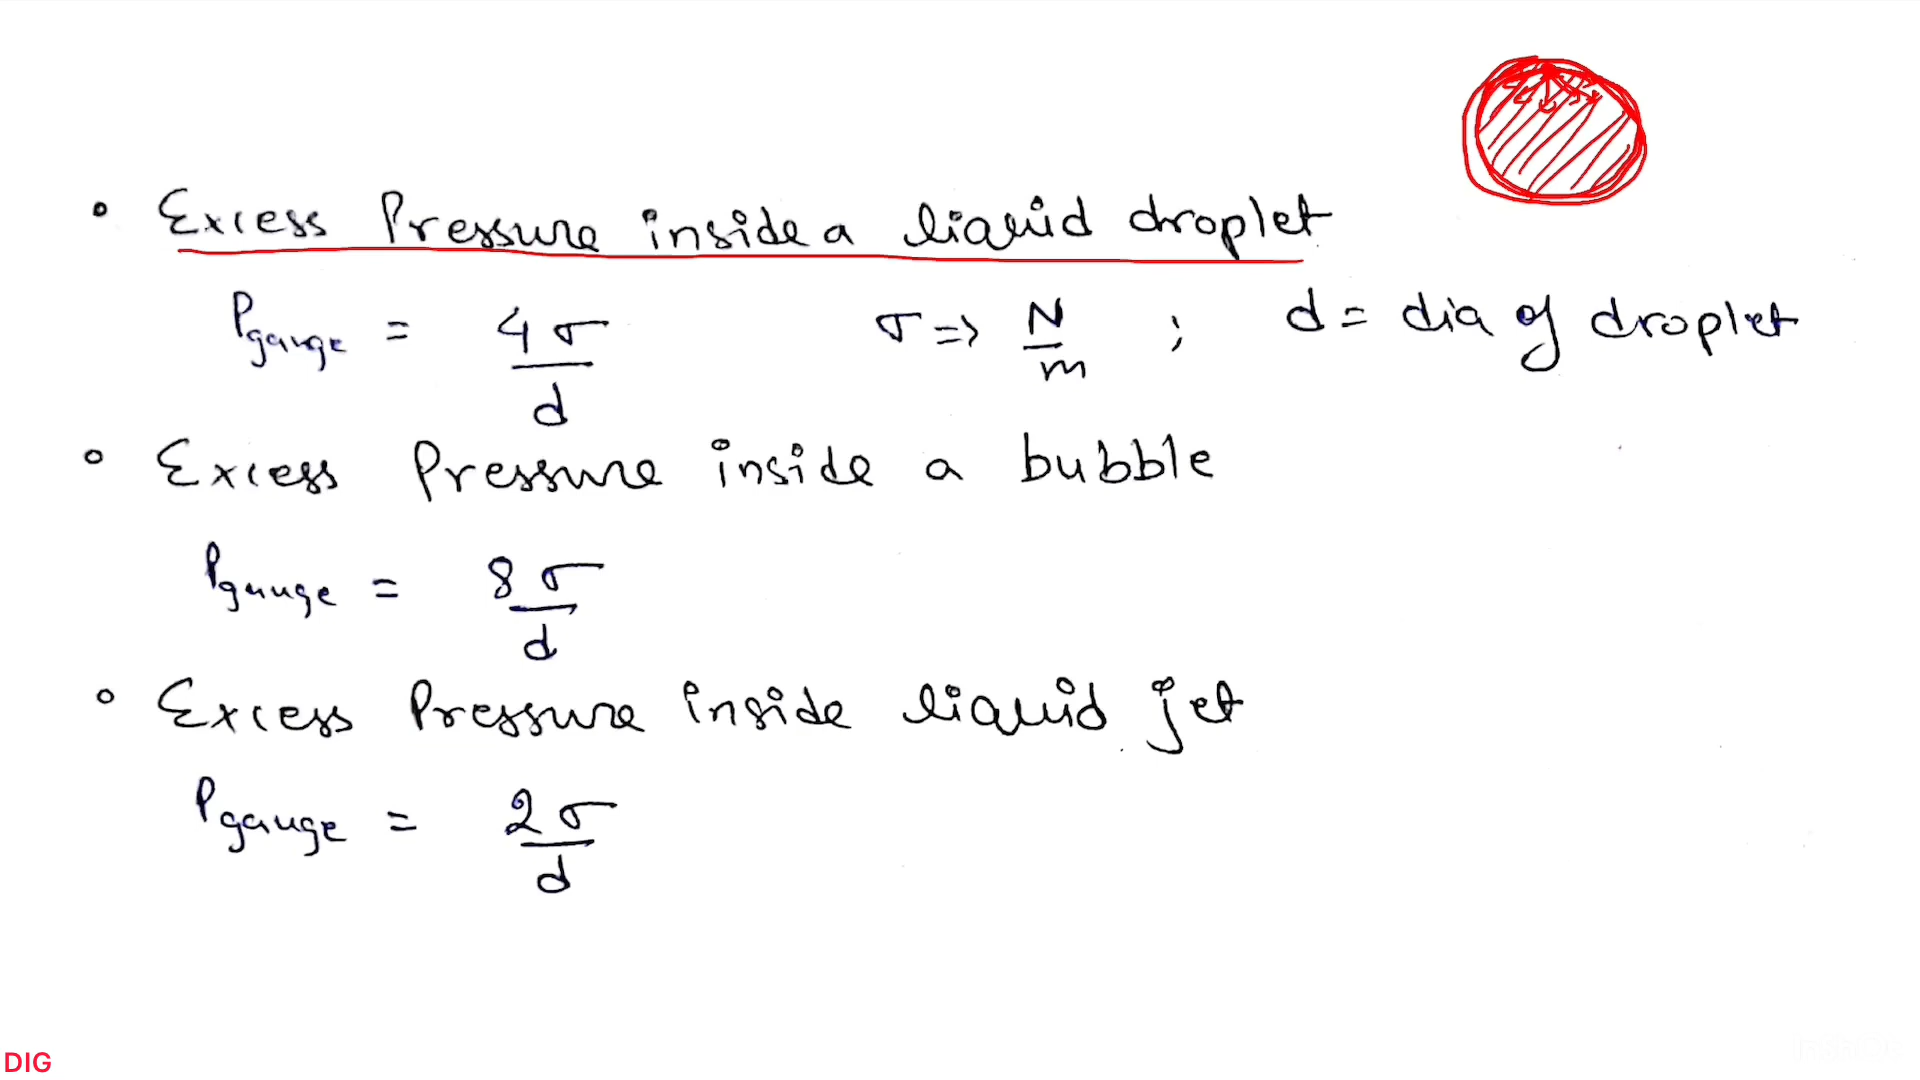 • Excess Pressure inside a liquid droplet
Pgauge = 4σ/d    σ => N/m ; d = dia of droplet
• Excess Pressure inside a bubble
Pgauge = 8σ/d
• Excess Pressure inside liquid jet
Pgauge = 2σ/d
DIG